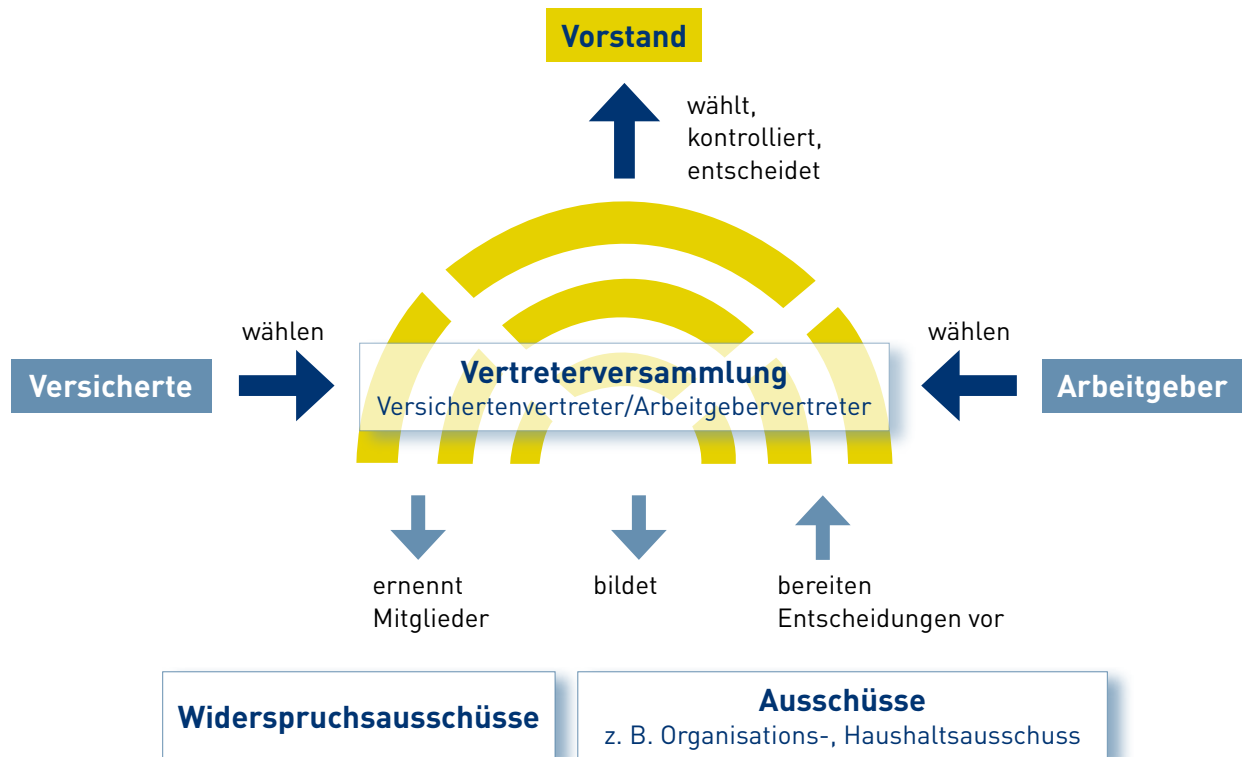 Vorstand
wählt,
kontrolliert,
entscheidet
wählen
wählen
Versicherte
Vertreterversammlung
Versichertenvertreter/Arbeitgebervertreter
Arbeitgeber
ernennt
Mitglieder
bildet
bereiten
Entscheidungen vor
Widerspruchsausschüsse
Ausschüsse
z. B. Organisations-, Haushaltsausschuss